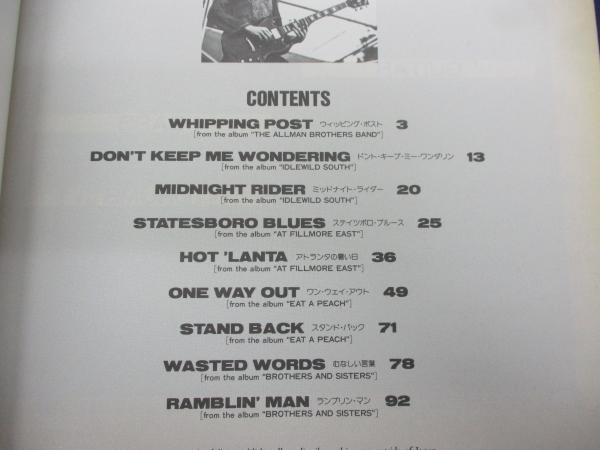 CONTENTS
WHIPPING POST ウィッピング・ポスト 3
[from the album "THE ALLMAN BROTHERS BAND"]
DON'T KEEP ME WONDERING ドント・キープ・ミー・ワンダリン 13
[from the album "IDLEWILD SOUTH"]
MIDNIGHT RIDER ミッドナイト・ライダー 20
[from the album "IDLEWILD SOUTH"]
STATESBORO BLUES ステイツボロ・ブルース 25
[from the album "AT FILLMORE EAST"]
HOT 'LANTA アトランタの暑い日 36
[from the album "AT FILLMORE EAST"]
ONE WAY OUT ワン・ウェイ・アウト 49
[from the album "EAT A PEACH"]
STAND BACK スタンド・バック 71
[from the album "EAT A PEACH"]
WASTED WORDS むなしい言葉 78
[from the album "BROTHERS AND SISTERS"]
RAMBLIN' MAN ランブリン・マン 92
[from the album "BROTHERS AND SISTERS"]